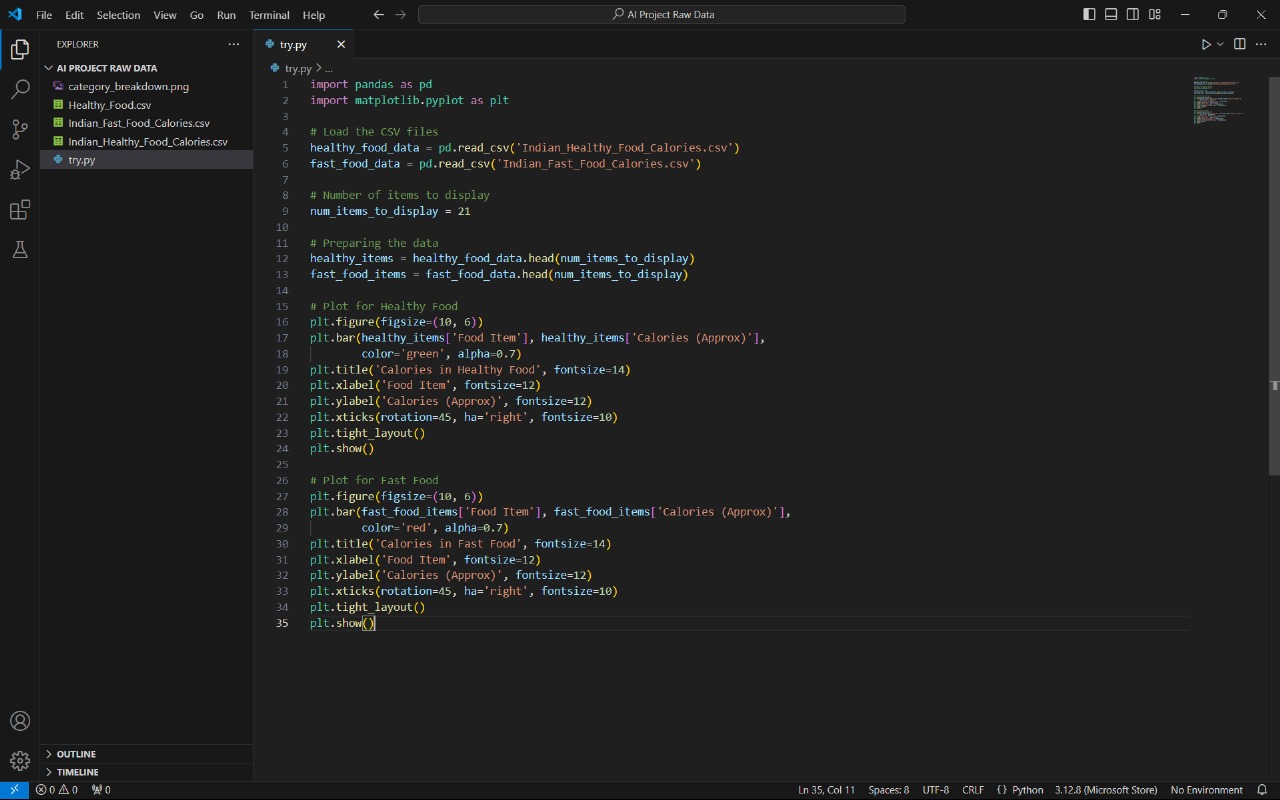 File Edit Selection View Go Run Terminal Help
AI Project Raw Data
EXPLORER
AI PROJECT RAW DATA
category_breakdown.png
Healthy_Food.csv
Indian_Fast_Food_Calories.csv
Indian_Healthy_Food_Calories.csv
try.py
OUTLINE
TIMELINE
try.py
try.py > ...
1 import pandas as pd
2 import matplotlib.pyplot as plt
3
4 # Load the CSV files
5 healthy_food_data = pd.read_csv('Indian_Healthy_Food_Calories.csv')
6 fast_food_data = pd.read_csv('Indian_Fast_Food_Calories.csv')
7
8 # Number of items to display
9 num_items_to_display = 21
10
11 # Preparing the data
12 healthy_items = healthy_food_data.head(num_items_to_display)
13 fast_food_items = fast_food_data.head(num_items_to_display)
14
15 # Plot for Healthy Food
16 plt.figure(figsize=(10, 6))
17 plt.bar(healthy_items['Food Item'], healthy_items['Calories (Approx)'],
18         color='green', alpha=0.7)
19 plt.title('Calories in Healthy Food', fontsize=14)
20 plt.xlabel('Food Item', fontsize=12)
21 plt.ylabel('Calories (Approx)', fontsize=12)
22 plt.xticks(rotation=45, ha='right', fontsize=10)
23 plt.tight_layout()
24 plt.show()
25
26 # Plot for Fast Food
27 plt.figure(figsize=(10, 6))
28 plt.bar(fast_food_items['Food Item'], fast_food_items['Calories (Approx)'],
29         color='red', alpha=0.7)
30 plt.title('Calories in Fast Food', fontsize=14)
31 plt.xlabel('Food Item', fontsize=12)
32 plt.ylabel('Calories (Approx)', fontsize=12)
33 plt.xticks(rotation=45, ha='right', fontsize=10)
34 plt.tight_layout()
35 plt.show()
0 0 0 Ln 35, Col 11 Spaces: 8 UTF-8 CRLF {} Python 3.12.8 (Microsoft Store) No Environment